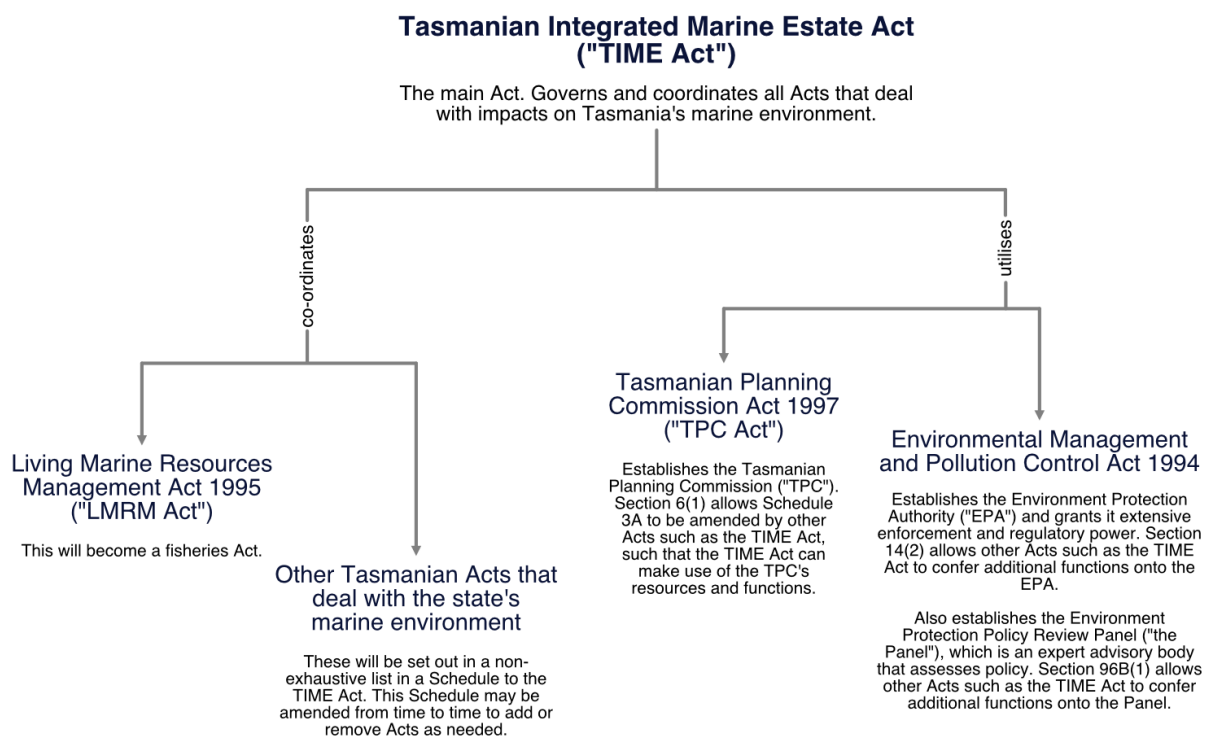 Tasmanian Integrated Marine Estate Act
("TIME Act")
The main Act. Governs and coordinates all Acts that deal
with impacts on Tasmania's marine environment.
co-ordinates
utilises
Living Marine Resources
Management Act 1995
("LMRM Act")
This will become a fisheries Act.
Other Tasmanian Acts that
deal with the state's
marine environment
These will be set out in a non-
exhaustive list in a Schedule to the
TIME Act. This Schedule may be
amended from time to time to add or
remove Acts as needed.
Tasmanian Planning
Commission Act 1997
("TPC Act")
Establishes the Tasmanian
Planning Commission ("TPC").
Section 6(1) allows Schedule
3A to be amended by other
Acts such as the TIME Act,
such that the TIME Act can
make use of the TPC's
resources and functions.
Environmental Management
and Pollution Control Act 1994
Establishes the Environment Protection
Authority ("EPA") and grants it extensive
enforcement and regulatory power. Section
14(2) allows other Acts such as the TIME
Act to confer additional functions onto the
EPA.
Also establishes the Environment
Protection Policy Review Panel ("the
Panel"), which is an expert advisory body
that assesses policy. Section 96B(1) allows
other Acts such as the TIME Act to confer
additional functions onto the Panel.